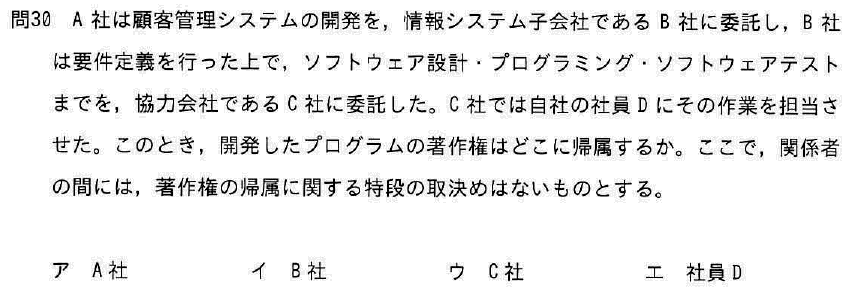 問30 A社は顧客管理システムの開発を，情報システム子会社であるB社に委託し，B社
は要件定義を行った上で，ソフトウェア設計・プログラミング・ソフトウェアテスト
までを，協力会社であるC社に委託した。C社では自社の社員Dにその作業を担当さ
せた。このとき，開発したプログラムの著作権はどこに帰属するか。ここで，関係者
の間には，著作権の帰属に関する特段の取決めはないものとする。
ア A社 イ B社 ウ C社 エ 社員D